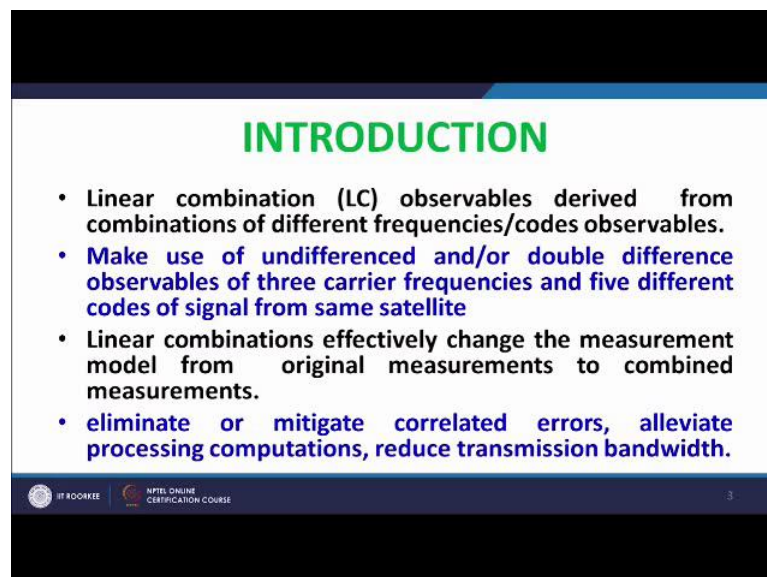 INTRODUCTION
• Linear combination (LC) observables derived from
combinations of different frequencies/codes observables.
• Make use of undifferenced and/or double difference
observables of three carrier frequencies and five different
codes of signal from same satellite
• Linear combinations effectively change the measurement
model from original measurements to combined
measurements.
• eliminate or mitigate correlated errors, alleviate
processing computations, reduce transmission bandwidth.
IIT ROORKEE
NPTEL ONLINE
CERTIFICATION COURSE
3